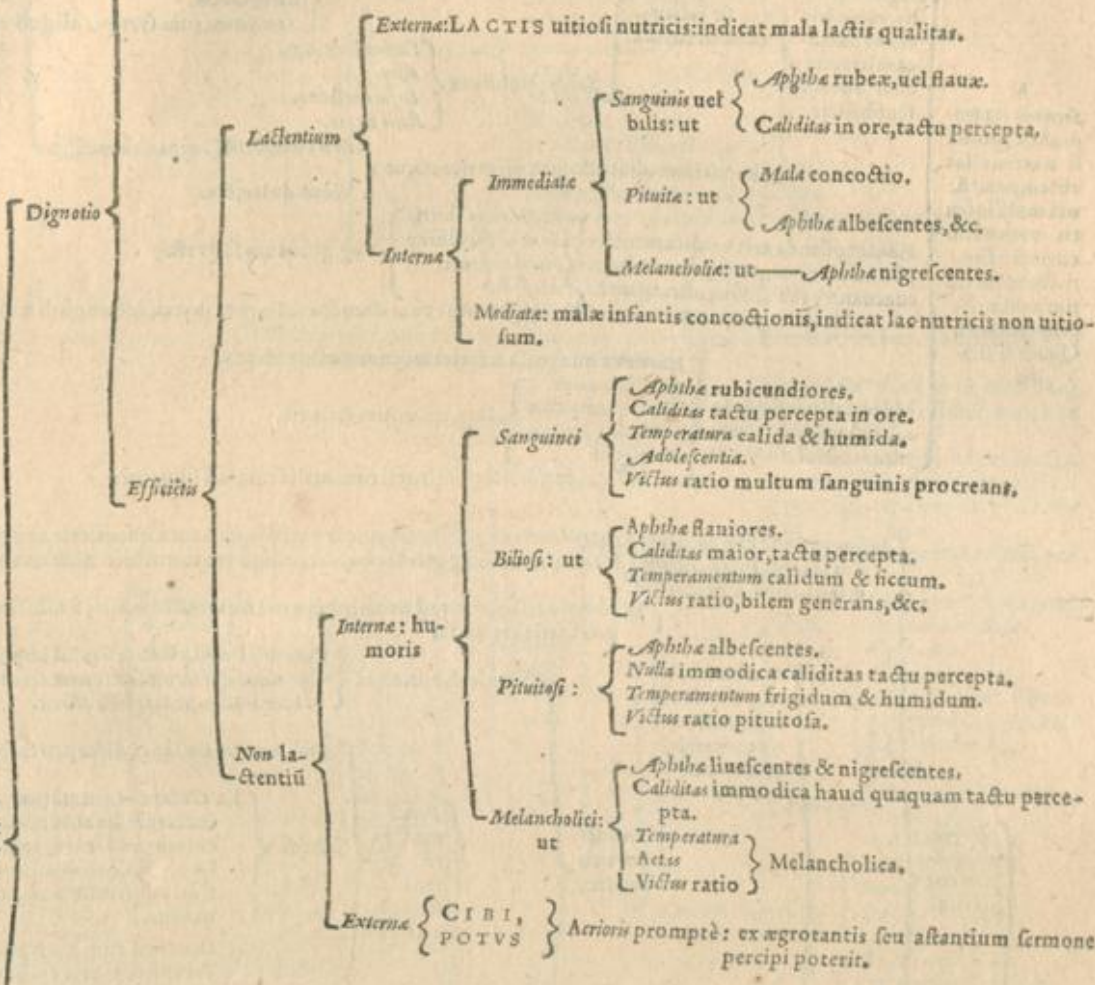 Externæ: LACTIS uitiosi nutricis: indicat mala lactis qualitas.
Dignotio
Lactentium
Internæ
Immediatæ
Sanguinis uel
bilis: ut
Aphthæ rubeæ, uel flauæ.
Caliditas in ore, tactu percepta.
Pituitæ: ut
Mala concoctio.
Aphthæ albescentes, &c.
Melancholiæ: ut
Aphthæ nigrescentes.
Mediatæ: malæ infantis concoctionis, indicat lac nutricis non uitio-
sum.
Efficiẽtis
Non la-
ctentiũ
Internæ: hu-
moris
Sanguinei
Aphthæ rubicundiores.
Caliditas tactu percepta in ore.
Temperatura calida & humida.
Adolescentia.
Victus ratio multum sanguinis procreans.
Biliosi: ut
Aphthæ flauiores.
Caliditas maior, tactu percepta.
Temperamentum calidum & siccum.
Victus ratio, bilem generans, &c.
Pituitosi:
Aphthæ albescentes.
Nulla immodica caliditas tactu percepta.
Temperamentum frigidum & humidum.
Victus ratio pituitosa.
Melancholici:
ut
Aphthæ liuescentes & nigrescentes.
Caliditas immodica haud quaquam tactu perce-
pta.
Temperatura
Aetas
Victus ratio
Melancholica.
Externæ
CIBI,
POTVS
Acrioris promptè: ex ægrotantis seu astantium sermone
percipi poterit.